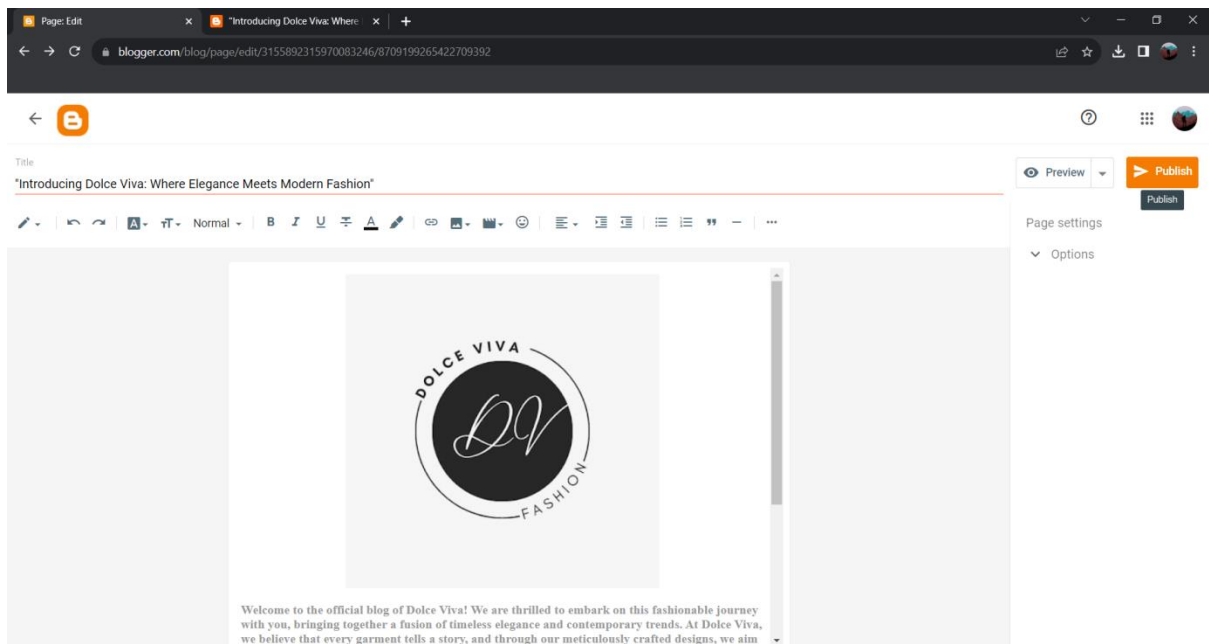 Page: Edit
"Introducing Dolce Viva: Where
blogger.com/blog/page/edit/3155892315970083246/8709199265422709392
Title
"Introducing Dolce Viva: Where Elegance Meets Modern Fashion"
Preview
Publish
Publish
Normal
B I U A
Page settings
Options
DOLCE VIVA
DV
FASHION
Welcome to the official blog of Dolce Viva! We are thrilled to embark on this fashionable journey
with you, bringing together a fusion of timeless elegance and contemporary trends. At Dolce Viva,
we believe that every garment tells a story, and through our meticulously crafted designs, we aim